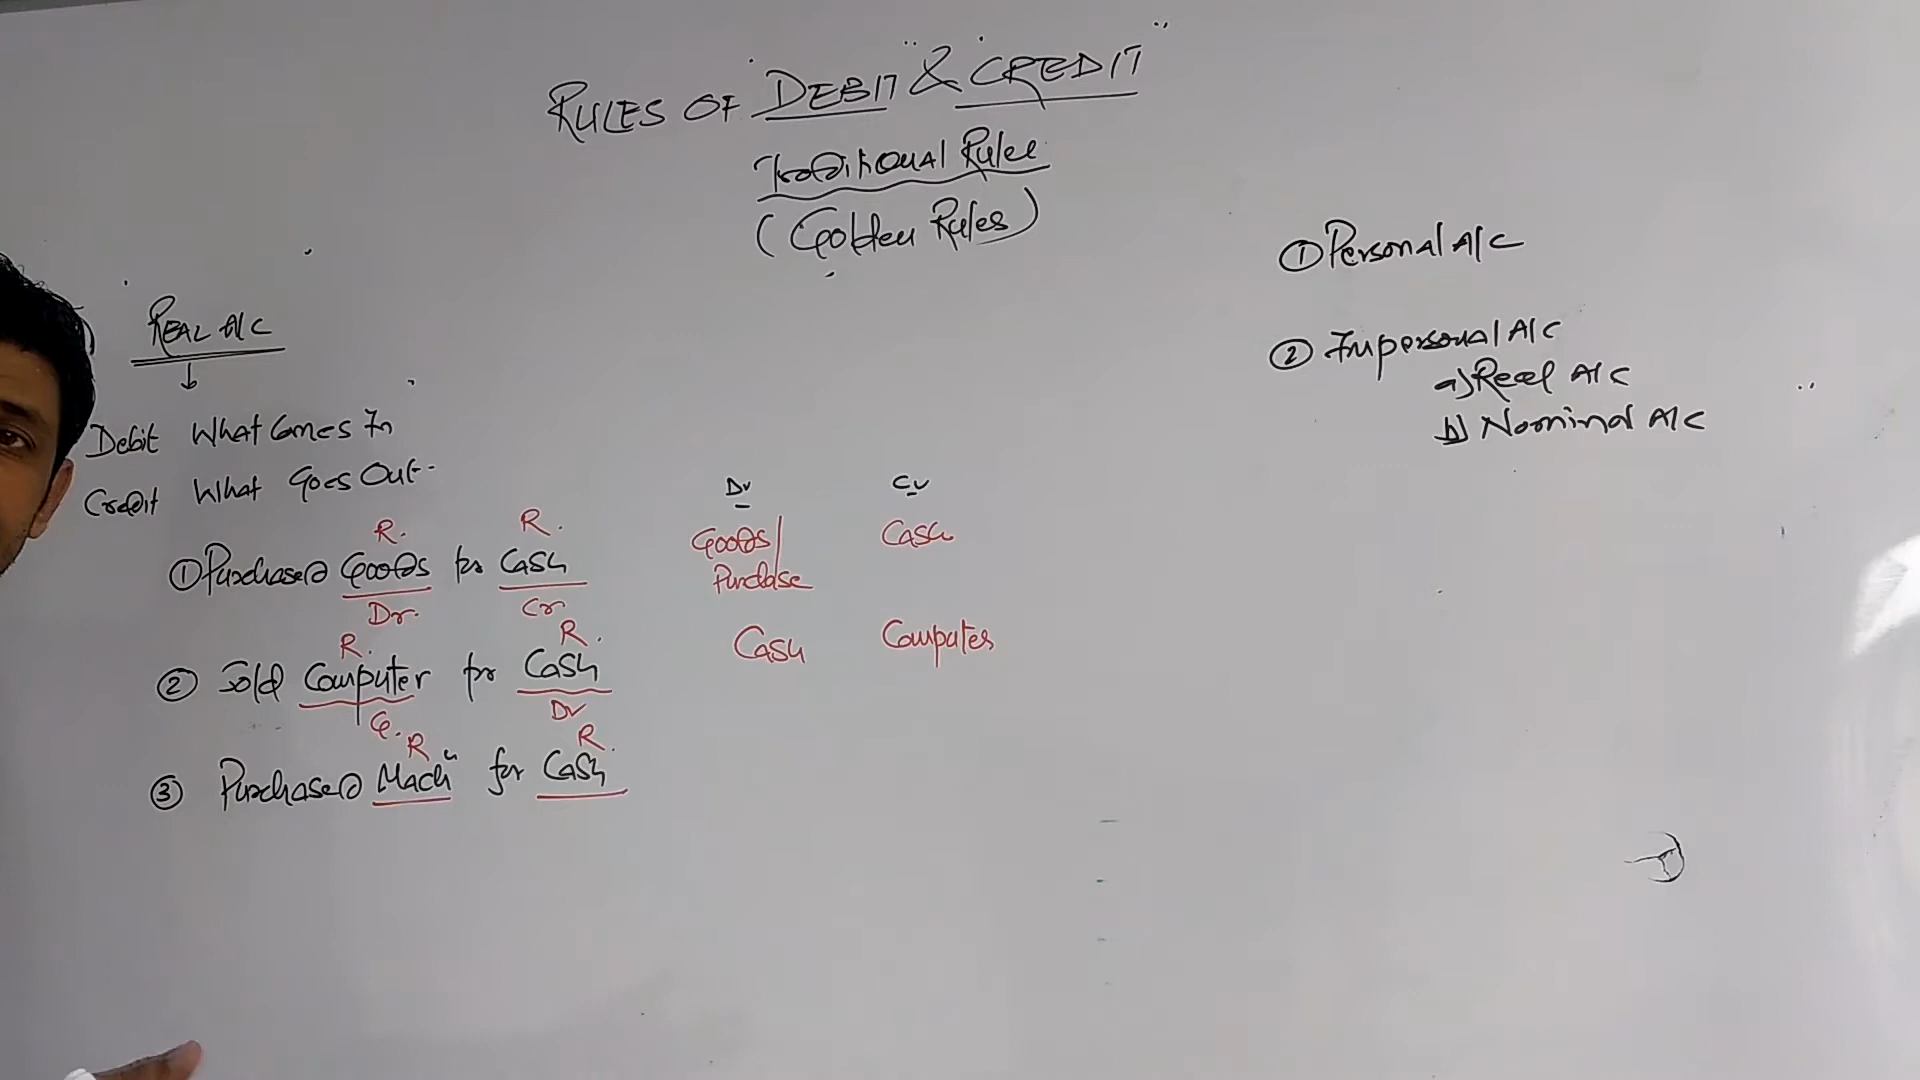 RULES OF "DEBIT" & "CREDIT"
Traditional Rules
(Golden Rules)
① Personal A/C
② Impersonal A/C
a) Real A/C
b) Nominal A/C
REAL A/C
↓
Debit What Comes In
Credit What Goes Out.
Dr Cr
R. R.
① Purchased Goods for Cash Goods/ Cash
Dr. Cr Purchase
R. R.
② Sold Computer for Cash Cash Computer
Cr. Dr
R R.
③ Purchased Mach" for Cash